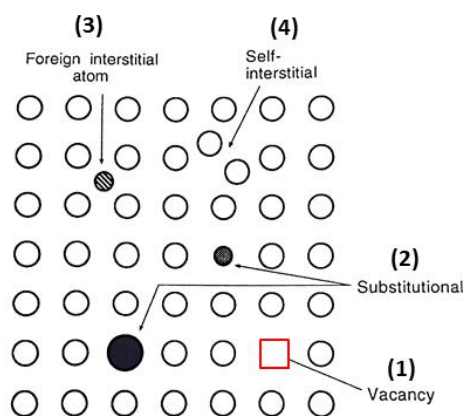 (3)
Foreign interstitial
atom
(4)
Self-
interstitial
(2)
Substitutional
(1)
Vacancy